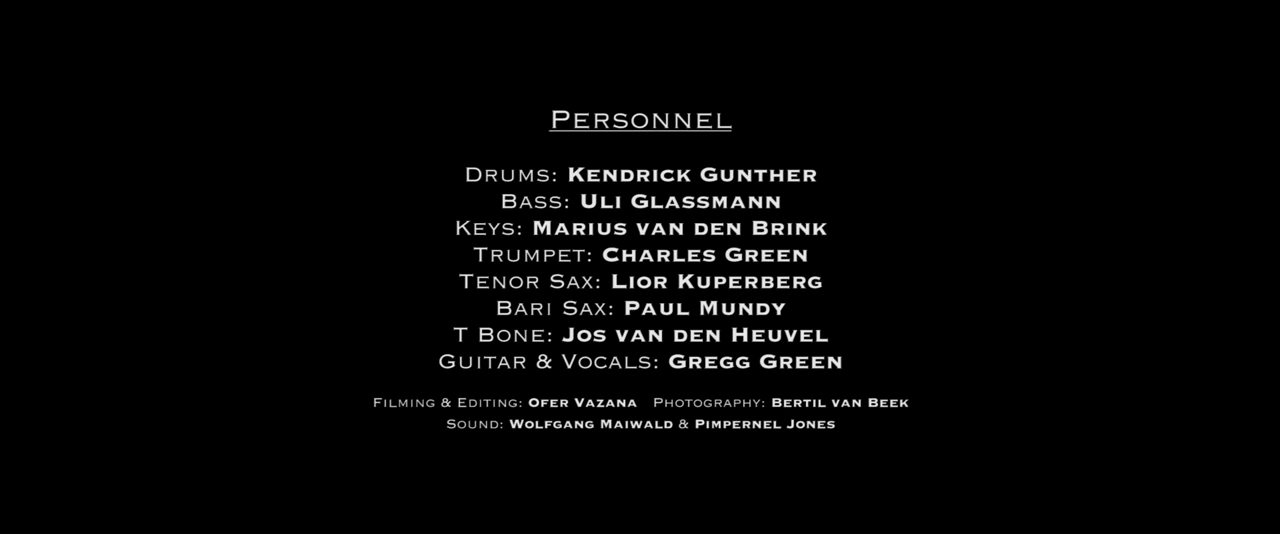 Personnel
Drums: Kendrick Gunther
Bass: Uli Glassmann
Keys: Marius van den Brink
Trumpet: Charles Green
Tenor Sax: Lior Kuperberg
Bari Sax: Paul Mundy
T Bone: Jos van den Heuvel
Guitar & Vocals: Gregg Green
Filming & Editing: Ofer Vazana Photography: Bertil van Beek
Sound: Wolfgang Maiwald & Pimpernel Jones